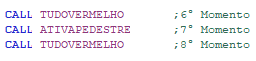 CALL TUDOVERMELHO ;6° Momento
CALL ATIVAPEDESTRE ;7° Momento
CALL TUDOVERMELHO ;8° Momento